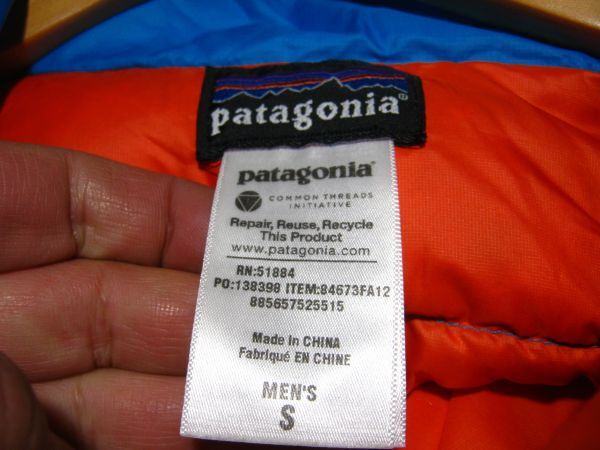 patagonia
patagonia
COMMON THREADS
INITIATIVE
Repair, Reuse, Recycle
This Product
www.patagonia.com
RN:51884
PO:138398 ITEM:84673FA12
885657525515
Made in CHINA
Fabriqué EN CHINE
MEN'S
S